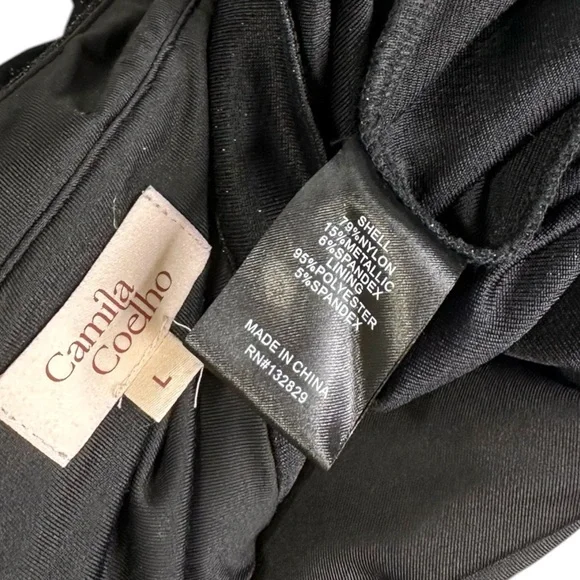 Camila
Coelho
L
SHELL
79%NYLON
15%METALLIC
6%SPANDEX
LINING
95%POLYESTER
5%SPANDEX
MADE IN CHINA
RN#132829